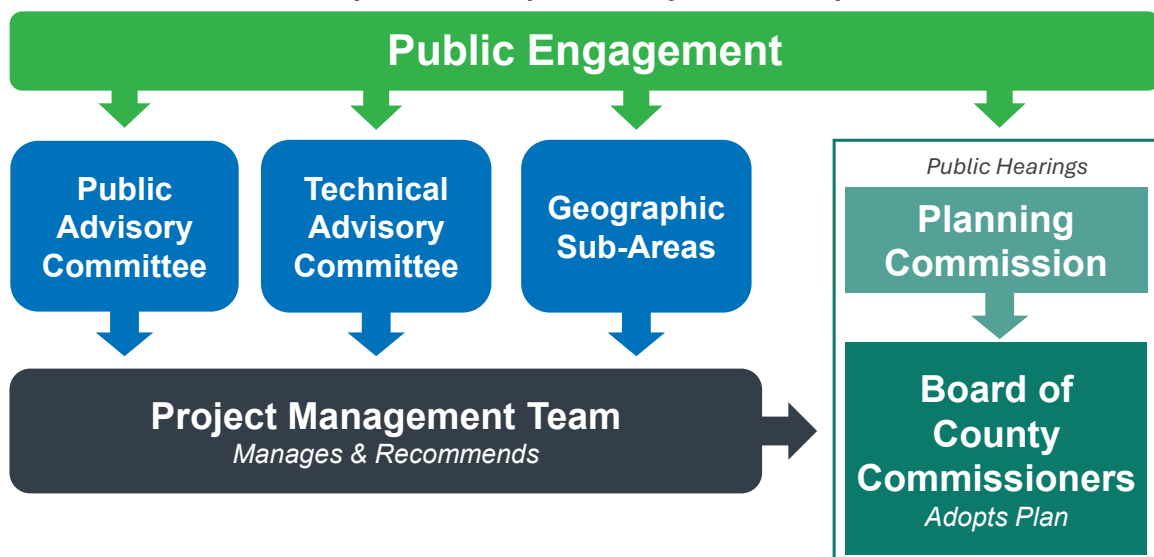 Public Engagement
Public
Advisory
Committee
Technical
Advisory
Committee
Geographic
Sub-Areas
Public Hearings
Planning
Commission
Project Management Team
Manages & Recommends
Board of
County
Commissioners
Adopts Plan